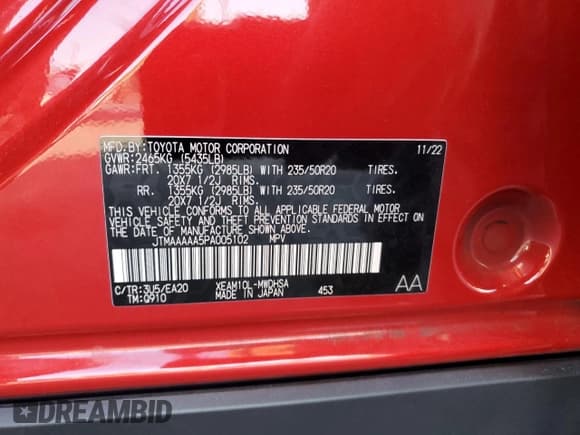 MFD.BY:TOYOTA MOTOR CORPORATION 11/22
GVWR:2465KG (5435LB)
GAWR:FRT. 1355KG (2985LB) WITH 235/50R20 TIRES.
20X7 1/2J RIMS.
RR. 1355KG (2985LB) WITH 235/50R20 TIRES.
20X7 1/2J RIMS.
THIS VEHICLE CONFORMS TO ALL APPLICABLE FEDERAL MOTOR
VEHICLE SAFETY AND THEFT PREVENTION STANDARDS IN EFFECT
ON THE DATE OF MANUFACTURE SHOWN ABOVE.
JTMAAAAA5PA005102 MPV
C/TR:3U5/EA20 XEAM10L-MWDHSA
TM:Q910 MADE IN JAPAN 453 AA
DREAMBID